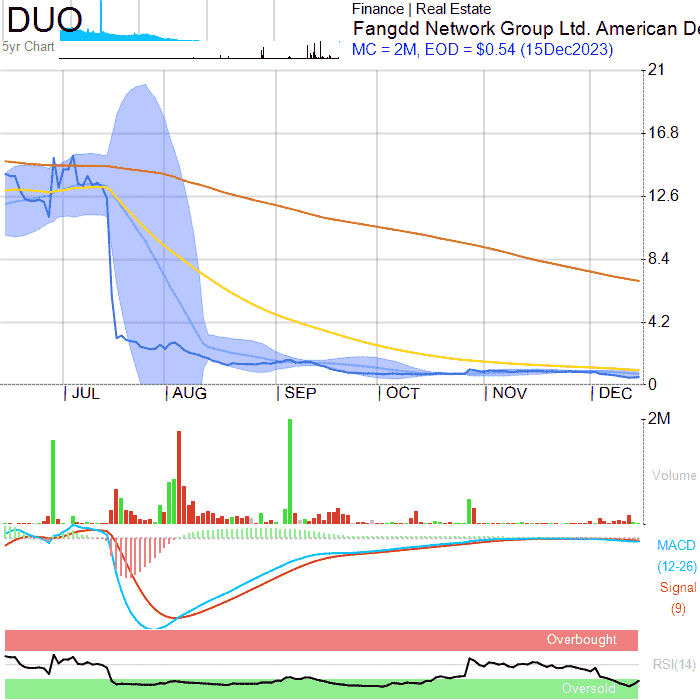 DUO
5yr Chart
Finance | Real Estate
Fangdd Network Group Ltd. American De
MC = 2M, EOD = $0.54 (15Dec2023)
21
16.8
12.6
8.4
4.2
0
JUL AUG SEP OCT NOV DEC
2M
Volume
MACD
(12-26)
Signal
(9)
Overbought
RSI(14)
Oversold